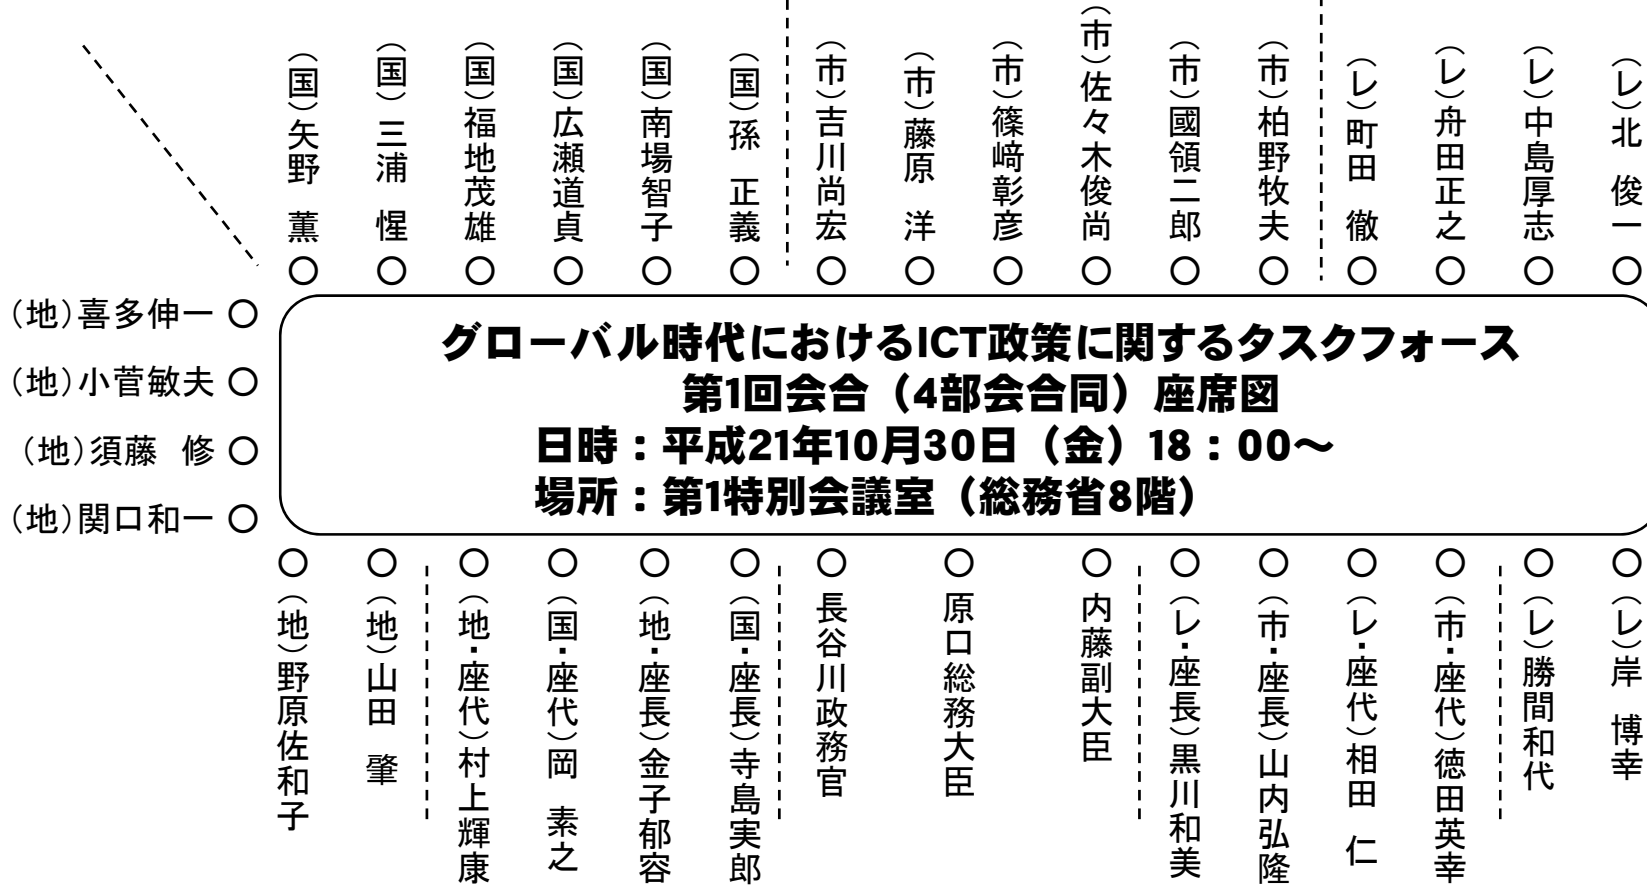 (国)矢野 薫
(国)三浦 惺
(国)福地茂雄
(国)広瀬道貞
(国)南場智子
(国)孫 正義
(市)吉川尚宏
(市)藤原 洋
(市)篠﨑彰彦
(市)佐々木俊尚
(市)國領二郎
(市)柏野牧夫
(レ)町田 徹
(レ)舟田正之
(レ)中島厚志
(レ)北 俊一
(地)喜多伸一
(地)小菅敏夫
(地)須藤 修
(地)関口和一
グローバル時代におけるICT政策に関するタスクフォース
第1回会合（4部会合同）座席図
日時：平成21年10月30日（金）18：00～
場所：第1特別会議室（総務省8階）
(地)野原佐和子
(地)山田 肇
(地・座代)村上輝康
(国・座代)岡 素之
(地・座長)金子郁容
(国・座長)寺島実郎
長谷川政務官
原口総務大臣
内藤副大臣
(レ・座長)黒川和美
(市・座長)山内弘隆
(レ・座代)相田 仁
(市・座代)徳田英幸
(レ)勝間和代
(レ)岸 博幸